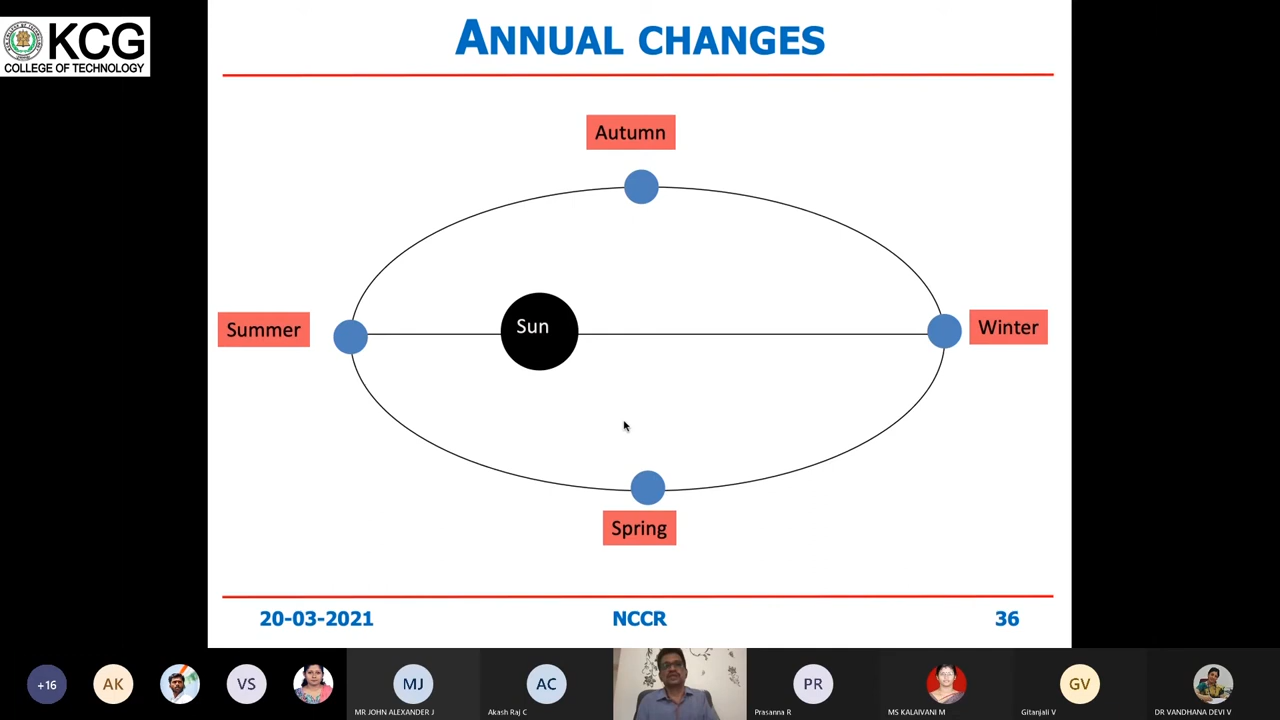 KCG
COLLEGE OF TECHNOLOGY
ANNUAL CHANGES
Autumn
Summer
Sun
Winter
Spring
20-03-2021
NCCR
36
+16
AK
VS
MJ
MR JOHN ALEXANDER J
AC
Akash Raj C
PR
Prasanna R
MS KALAIVANI M
GV
Gitanjali V
DR VANDHANA DEVI V